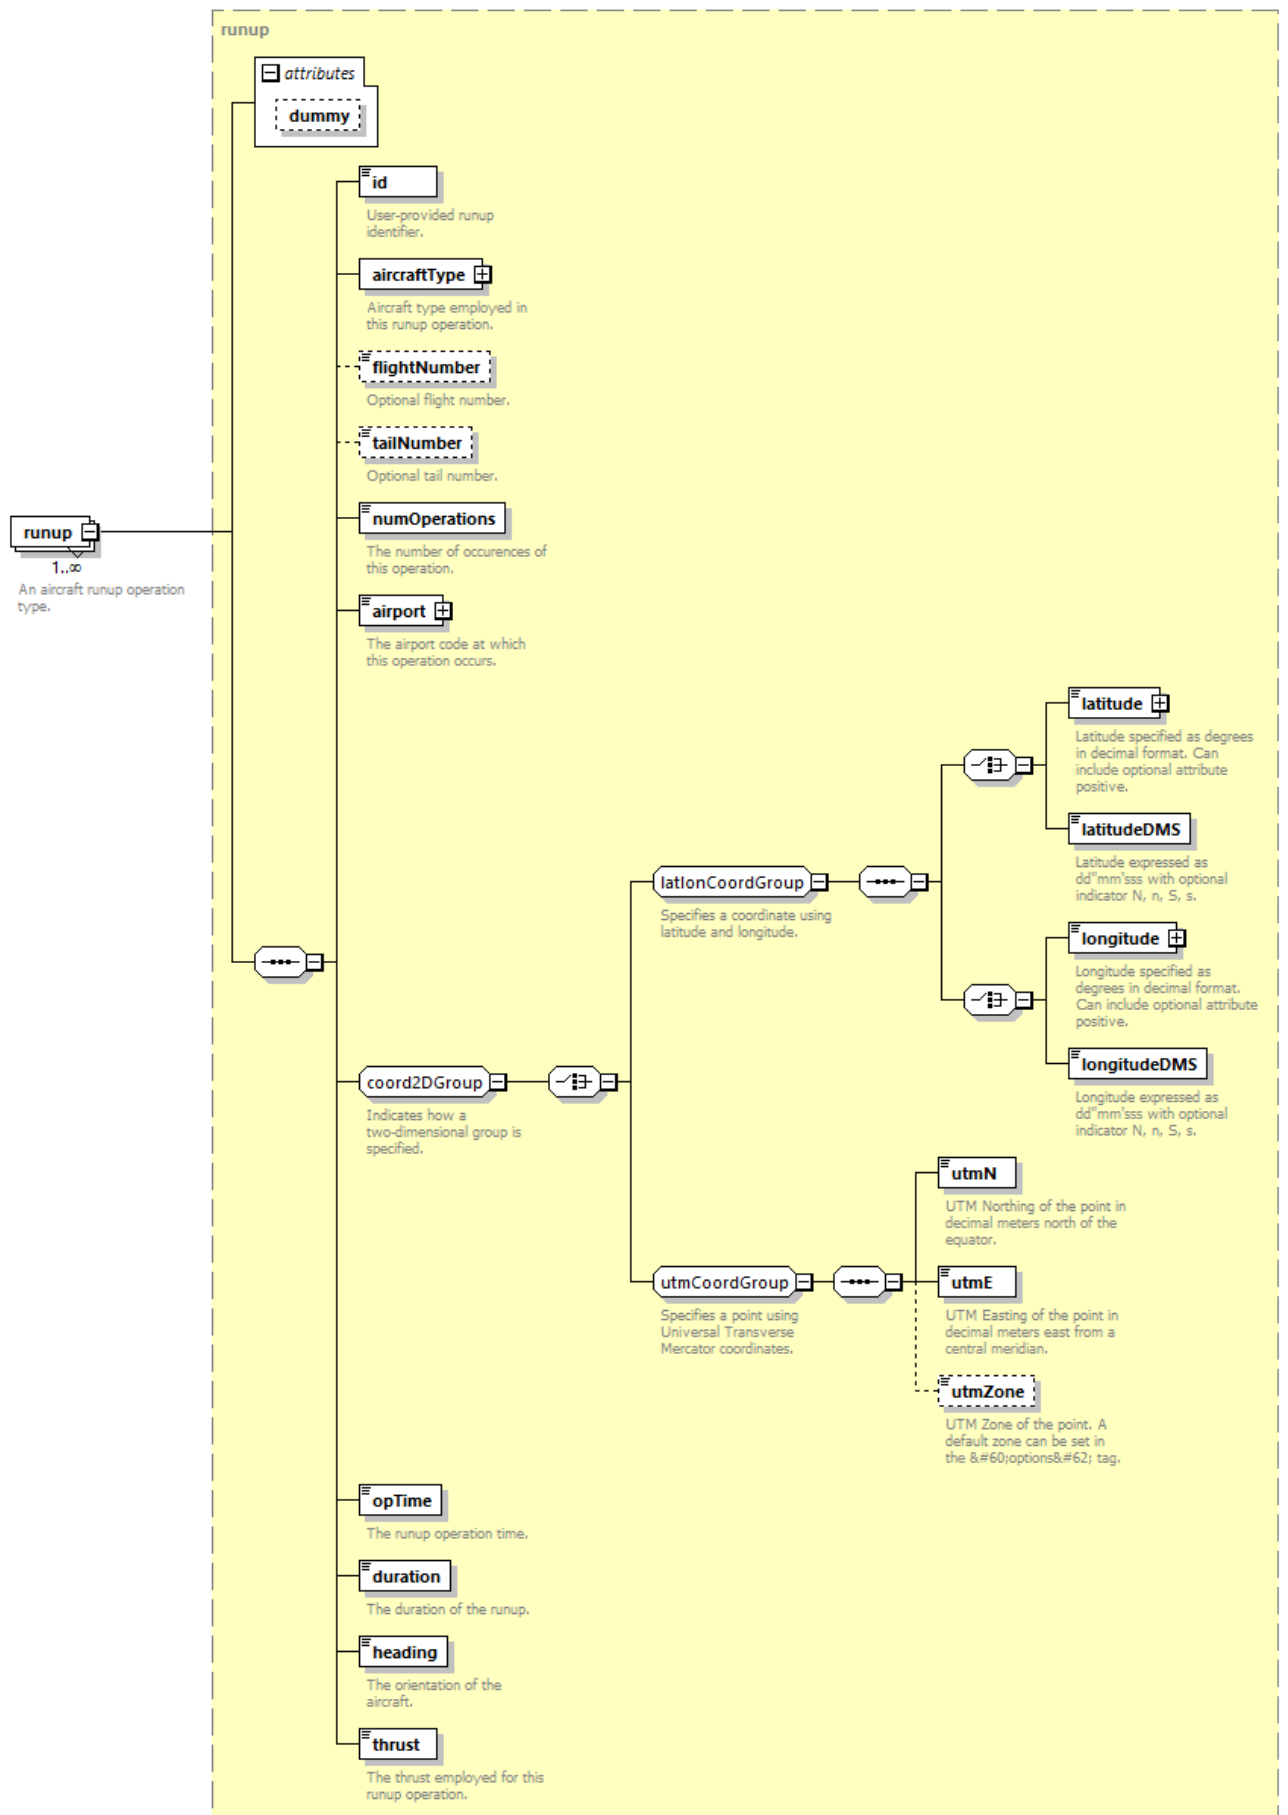 runup
attributes
dummy
id
User-provided runup
identifier.
aircraftType
Aircraft type employed in
this runup operation.
flightNumber
Optional flight number.
tailNumber
Optional tail number.
numOperations
The number of occurences of
this operation.
runup
1..∞
An aircraft runup operation
type.
airport
The airport code at which
this operation occurs.
latitude
Latitude specified as degrees
in decimal format. Can
include optional attribute
positive.
latitudeDMS
Latitude expressed as
dd"mm'sss with optional
indicator N, n, S, s.
latlonCoordGroup
Specifies a coordinate using
latitude and longitude.
longitude
Longitude specified as
degrees in decimal format.
Can include optional attribute
positive.
longitudeDMS
Longitude expressed as
dd"mm'sss with optional
indicator N, n, S, s.
coord2DGroup
Indicates how a
two-dimensional group is
specified.
utmN
UTM Northing of the point in
decimal meters north of the
equator.
utmCoordGroup
Specifies a point using
Universal Transverse
Mercator coordinates.
utmE
UTM Easting of the point in
decimal meters east from a
central meridian.
utmZone
UTM Zone of the point. A
default zone can be set in
the &#60;options&#62; tag.
opTime
The runup operation time.
duration
The duration of the runup.
heading
The orientation of the
aircraft.
thrust
The thrust employed for this
runup operation.